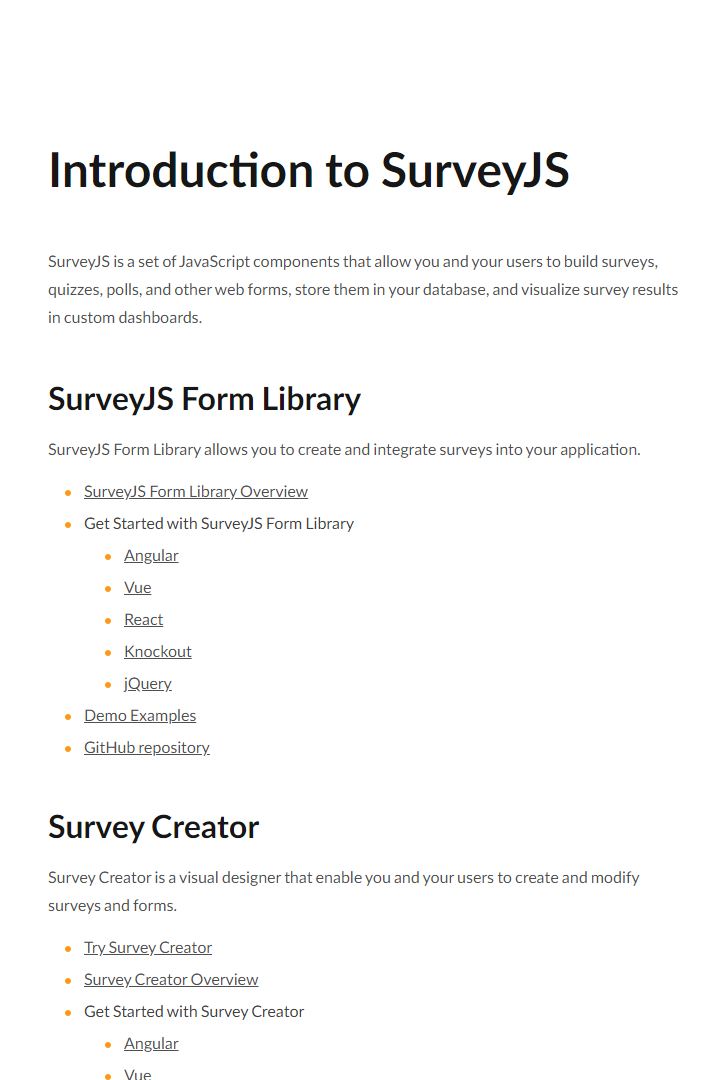 Introduction to SurveyJS
SurveyJS is a set of JavaScript components that allow you and your users to build surveys,
quizzes, polls, and other web forms, store them in your database, and visualize survey results
in custom dashboards.
SurveyJS Form Library
SurveyJS Form Library allows you to create and integrate surveys into your application.
SurveyJS Form Library Overview
Get Started with SurveyJS Form Library
Angular
Vue
React
Knockout
jQuery
Demo Examples
GitHub repository
Survey Creator
Survey Creator is a visual designer that enable you and your users to create and modify
surveys and forms.
Try Survey Creator
Survey Creator Overview
Get Started with Survey Creator
Angular
Vue